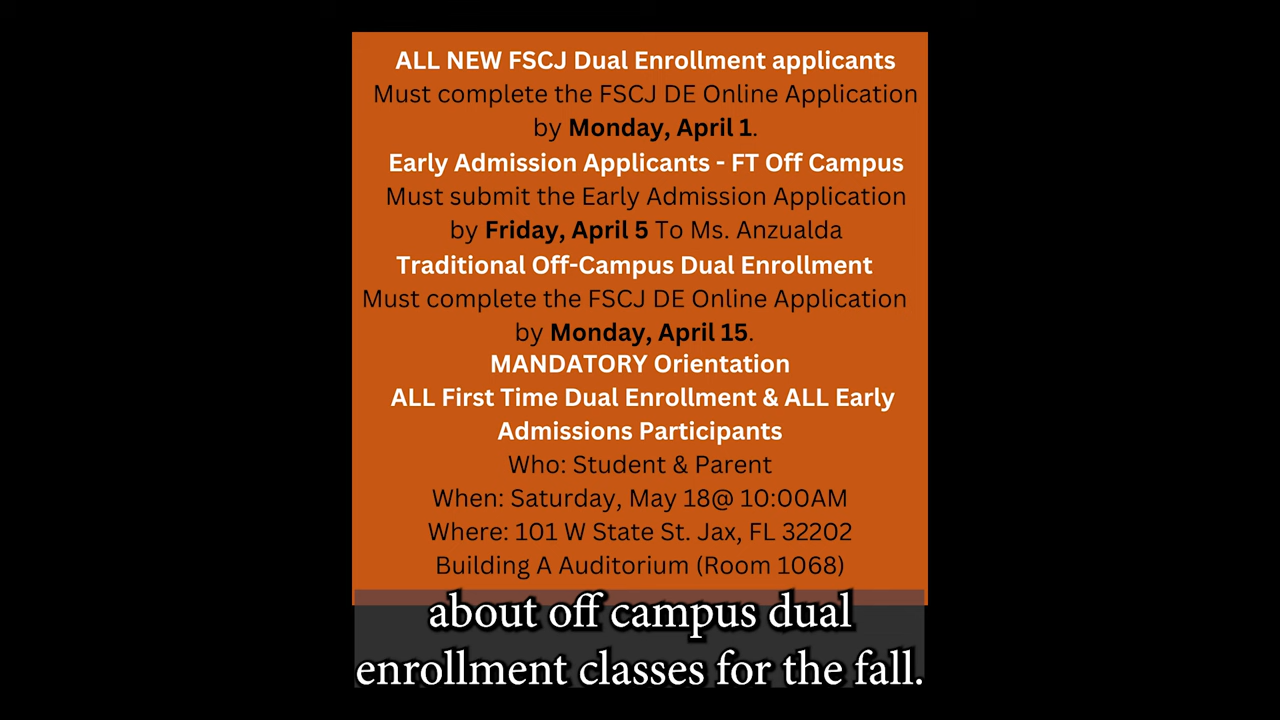 ALL NEW FSCJ Dual Enrollment applicants
Must complete the FSCJ DE Online Application
by Monday, April 1.
Early Admission Applicants - FT Off Campus
Must submit the Early Admission Application
by Friday, April 5 To Ms. Anzualda
Traditional Off-Campus Dual Enrollment
Must complete the FSCJ DE Online Application
by Monday, April 15.
MANDATORY Orientation
ALL First Time Dual Enrollment & ALL Early
Admissions Participants
Who: Student & Parent
When: Saturday, May 18@ 10:00AM
Where: 101 W State St. Jax, FL 32202
Building A Auditorium (Room 1068)
about off campus dual
enrollment classes for the fall.